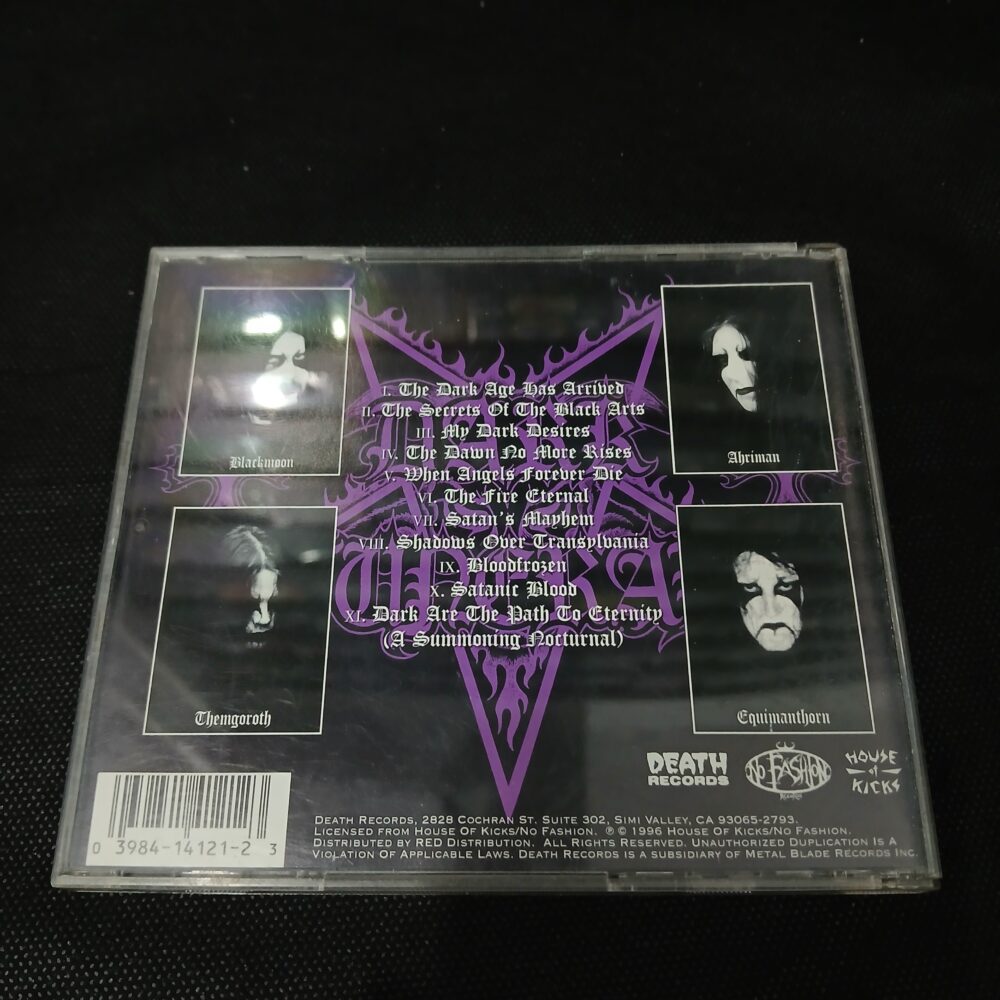 Blackmoon
Ahriman
I. The Dark Age Has Arrived
II. The Secrets Of The Black Arts
III. My Dark Desires
IV. The Dawn No More Rises
V. When Angels Forever Die
VI. The Fire Eternal
VII. Satan's Mayhem
VIII. Shadows Over Transylvania
IX. Bloodfrozen
X. Satanic Blood
XI. Dark Are The Path To Eternity
(A Summoning Nocturnal)
DARK
FUNERAL
Themgoroth
Equimanthorn
DEATH
RECORDS
No Fashion
Records
HOUSE
of
KICKS
0 3984-14121-2 3
Death Records, 2828 Cochran St. Suite 302, Simi Valley, CA 93065-2793.
Licensed from House Of Kicks/No Fashion. ℗ © 1996 House Of Kicks/No Fashion.
Distributed by RED Distribution. All Rights Reserved. Unauthorized Duplication Is A
Violation Of Applicable Laws. Death Records is a subsidiary of Metal Blade Records Inc.